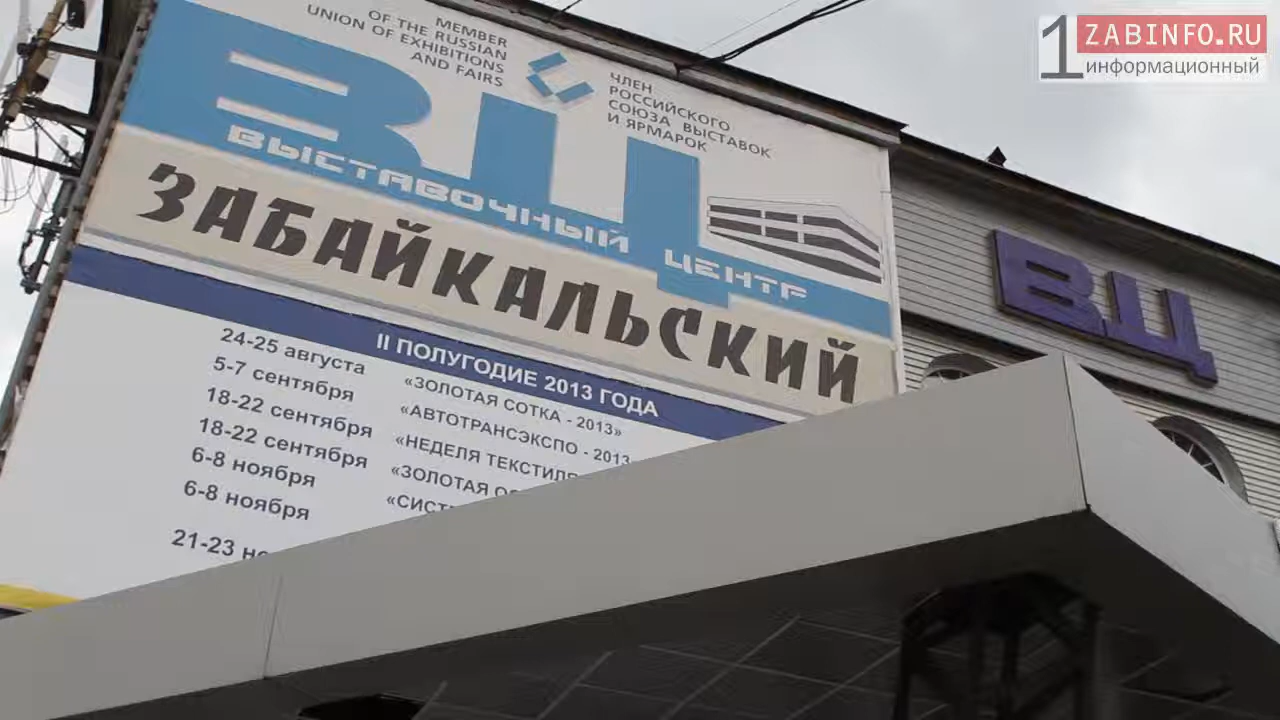 1 ZABINFO.RU
информационный
MEMBER
OF THE RUSSIAN
UNION OF EXHIBITIONS
AND FAIRS
ЧЛЕН
РОССИЙСКОГО
СОЮЗА ВЫСТАВОК
И ЯРМАРОК
ВЦ
ВЫСТАВОЧНЫЙ ЦЕНТР
ЗАБАЙКАЛЬСКИЙ
II ПОЛУГОДИЕ 2013 ГОДА
24-25 августа «ЗОЛОТАЯ СОТКА - 2013»
5-7 сентября «АВТОТРАНСЭКСПО - 2013
18-22 сентября «НЕДЕЛЯ ТЕКСТИЛЯ
18-22 сентября «ЗОЛОТАЯ
6-8 ноября «СИСТ
6-8 ноября
21-23
ВЦ